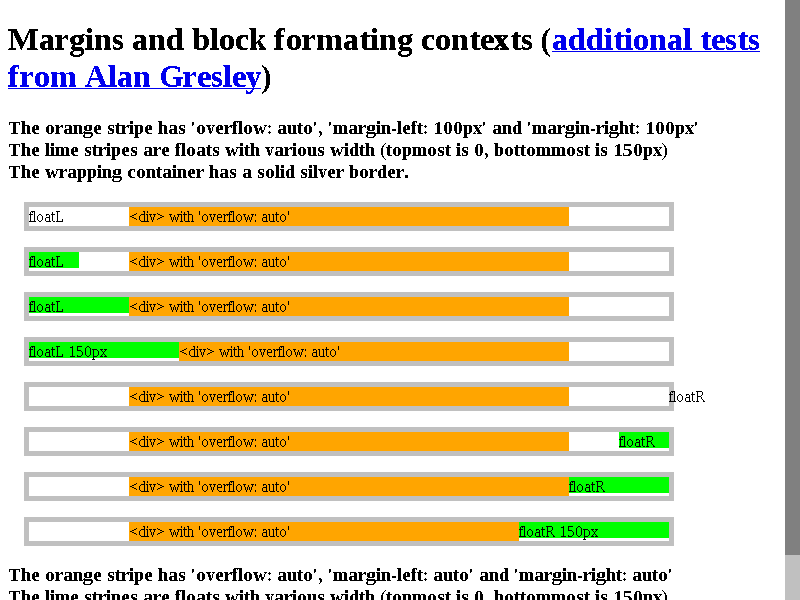 Margins and block formating contexts (additional tests
from Alan Gresley)
The orange stripe has 'overflow: auto', 'margin-left: 100px' and 'margin-right: 100px'
The lime stripes are floats with various width (topmost is 0, bottommost is 150px)
The wrapping container has a solid silver border.
floatL <div> with 'overflow: auto'
floatL <div> with 'overflow: auto'
floatL <div> with 'overflow: auto'
floatL 150px <div> with 'overflow: auto'
<div> with 'overflow: auto' floatR
<div> with 'overflow: auto' floatR
<div> with 'overflow: auto' floatR
<div> with 'overflow: auto' floatR 150px
The orange stripe has 'overflow: auto', 'margin-left: auto' and 'margin-right: auto'
The lime stripes are floats with various width (topmost is 0, bottommost is 150px)